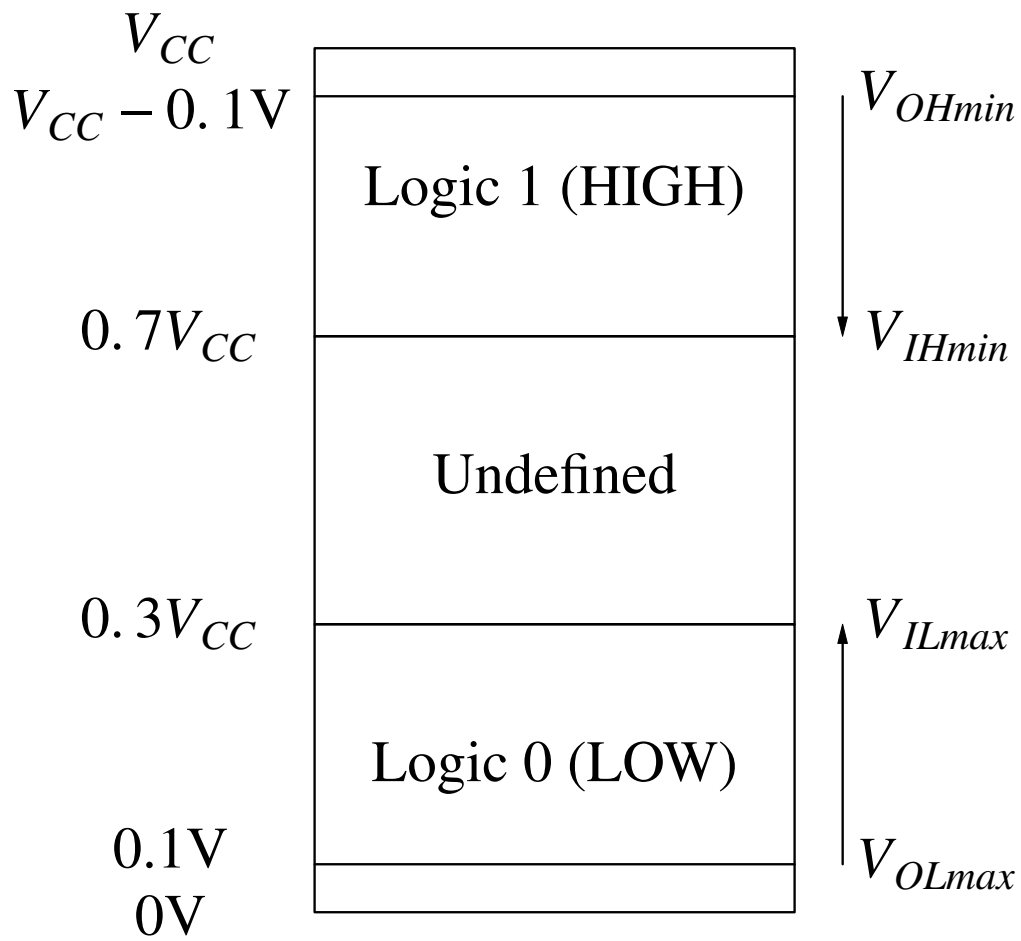 V_CC
V_CC − 0.1V
V_OHmin
Logic 1 (HIGH)
0.7V_CC
V_IHmin
Undefined
0.3V_CC
V_ILmax
Logic 0 (LOW)
0.1V
V_OLmax
0V